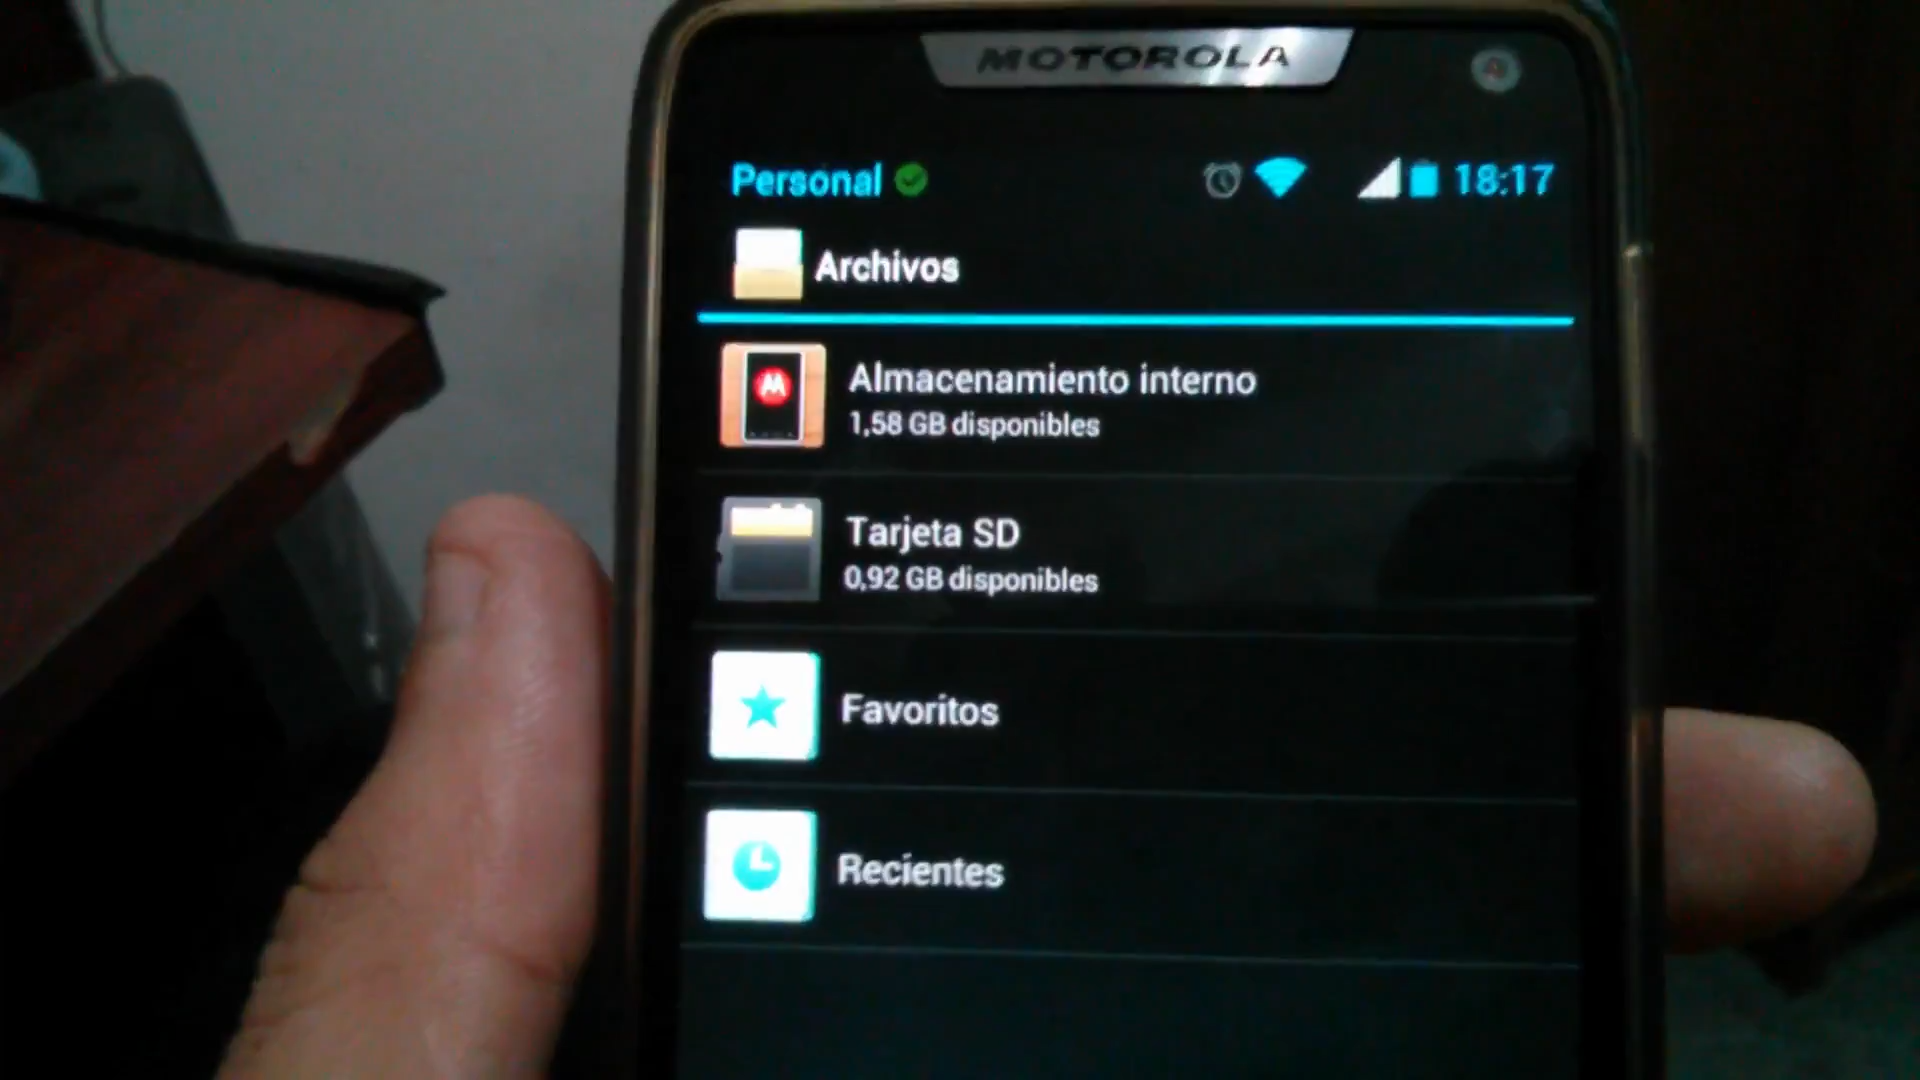 MOTOROLA
Personal 18:17
Archivos
Almacenamiento interno
1,58 GB disponibles
Tarjeta SD
0,92 GB disponibles
Favoritos
Recientes